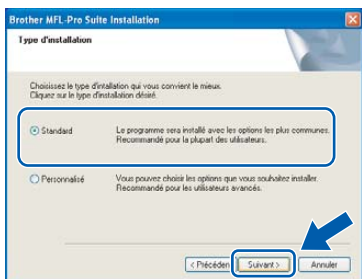 Brother MFL-Pro Suite Installation
Type d'installation
Choisissez le type d'intallation qui vous convient le mieux.
Cliquez sur le type d'installation désiré.
Standard
Le programme sera installé avec les options les plus communes.
Recommandé pour la plupart des utilisateurs.
Personnalisé
Vous pouvez choisir les options que vous souhaitez installer.
Recommandé pour les utilisateurs avancés.
< Précéden
Suivant >
Annuler